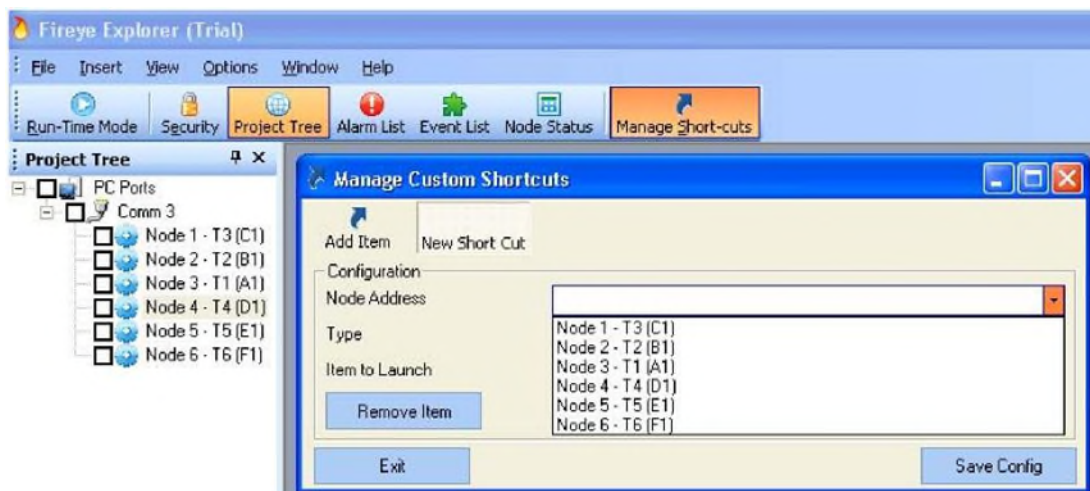 Fireye Explorer (Trial)
File Insert View Options Window Help
Run-Time Mode Security Project Tree Alarm List Event List Node Status Manage Short-cuts
Project Tree
PC Ports
Comm 3
Node 1 - T3 (C1)
Node 2 - T2 (B1)
Node 3 - T1 (A1)
Node 4 - T4 (D1)
Node 5 - T5 (E1)
Node 6 - T6 (F1)
Manage Custom Shortcuts
Add Item New Short Cut
Configuration
Node Address
Type
Item to Launch
Node 1 - T3 (C1)
Node 2 - T2 (B1)
Node 3 - T1 (A1)
Node 4 - T4 (D1)
Node 5 - T5 (E1)
Node 6 - T6 (F1)
Remove Item
Exit Save Config